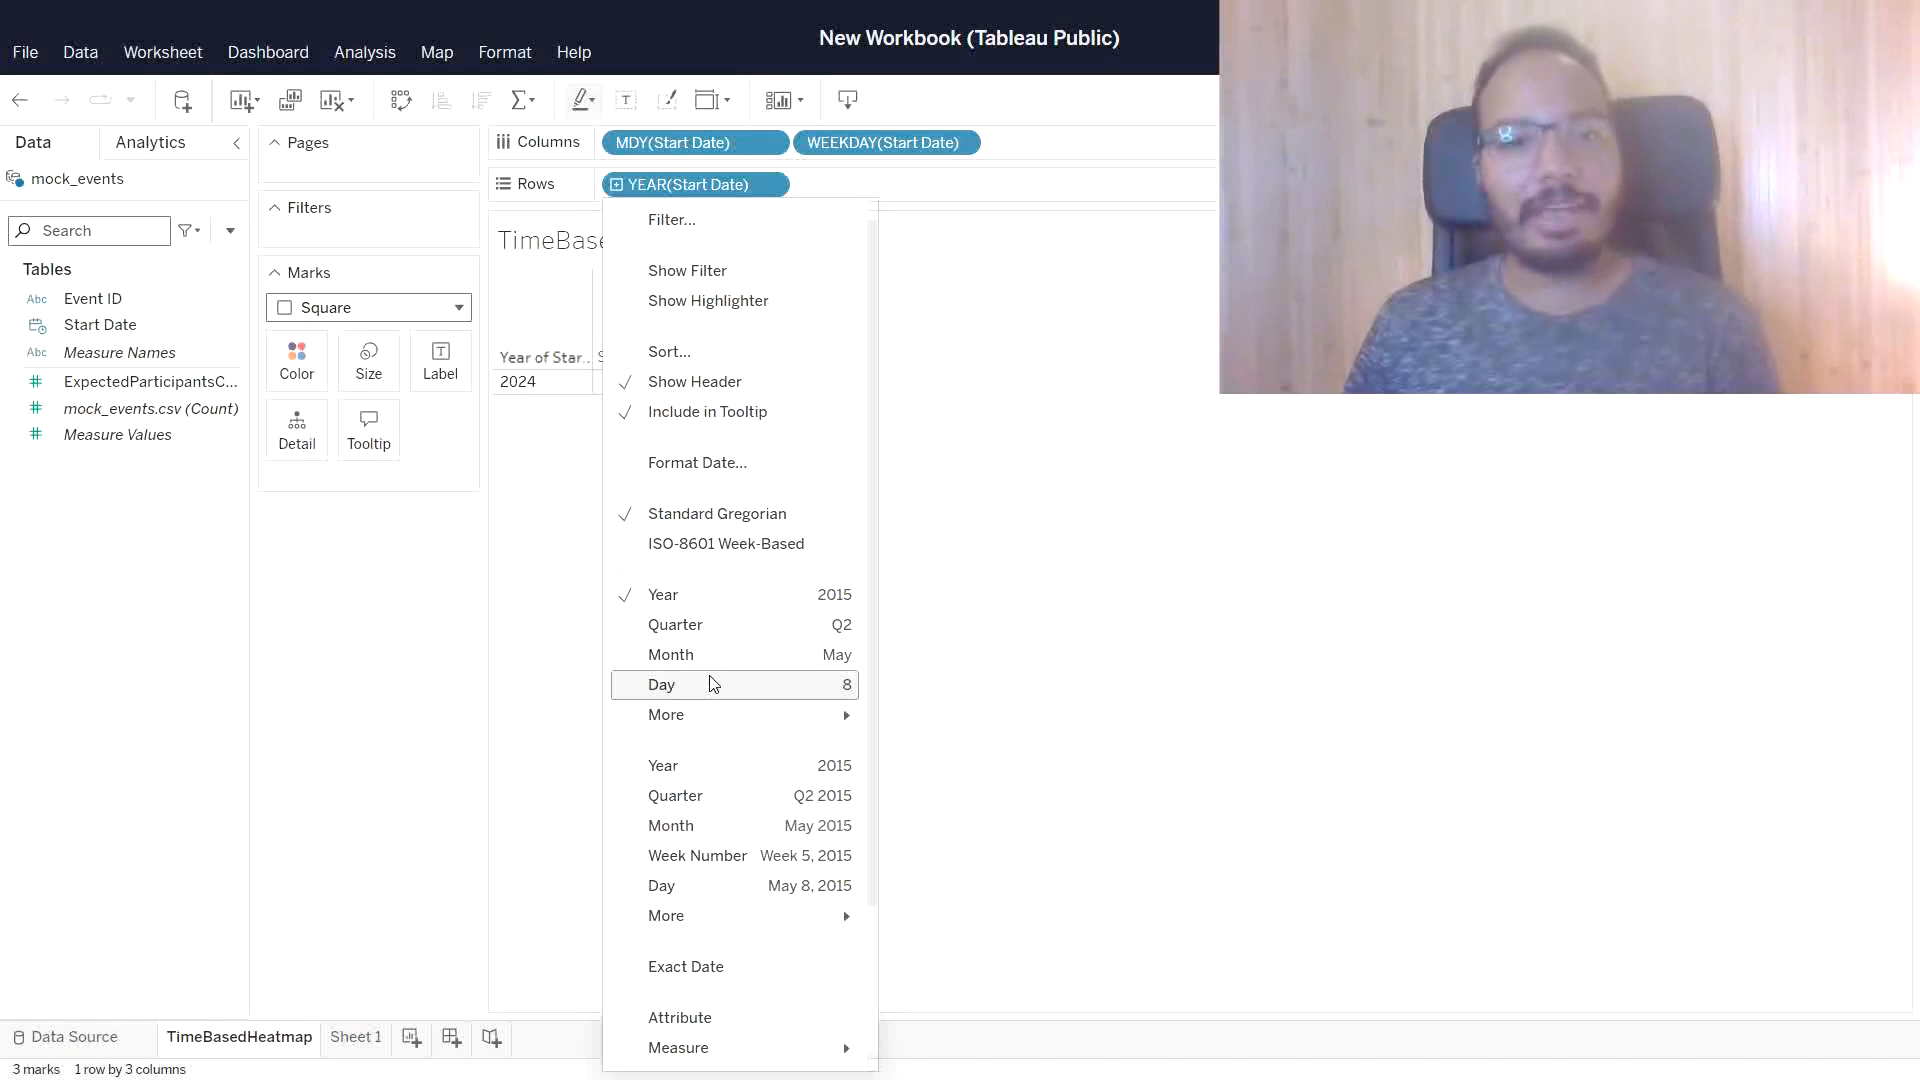 New Workbook (Tableau Public)
File Data Worksheet Dashboard Analysis Map Format Help
Data Analytics
mock_events
Search
Tables
Abc Event ID
Start Date
Abc Measure Names
ExpectedParticipantsC...
mock_events.csv (Count)
Measure Values
Pages
Filters
Marks
Square
Color Size Label
Detail Tooltip
Columns MDY(Start Date) WEEKDAY(Start Date)
Rows YEAR(Start Date)
TimeBase
Year of Star.. S
2024
Filter...
Show Filter
Show Highlighter
Sort...
Show Header
Include in Tooltip
Format Date...
Standard Gregorian
ISO-8601 Week-Based
Year 2015
Quarter Q2
Month May
Day 8
More
Year 2015
Quarter Q2 2015
Month May 2015
Week Number Week 5, 2015
Day May 8, 2015
More
Exact Date
Attribute
Measure
Data Source TimeBasedHeatmap Sheet 1
3 marks 1 row by 3 columns